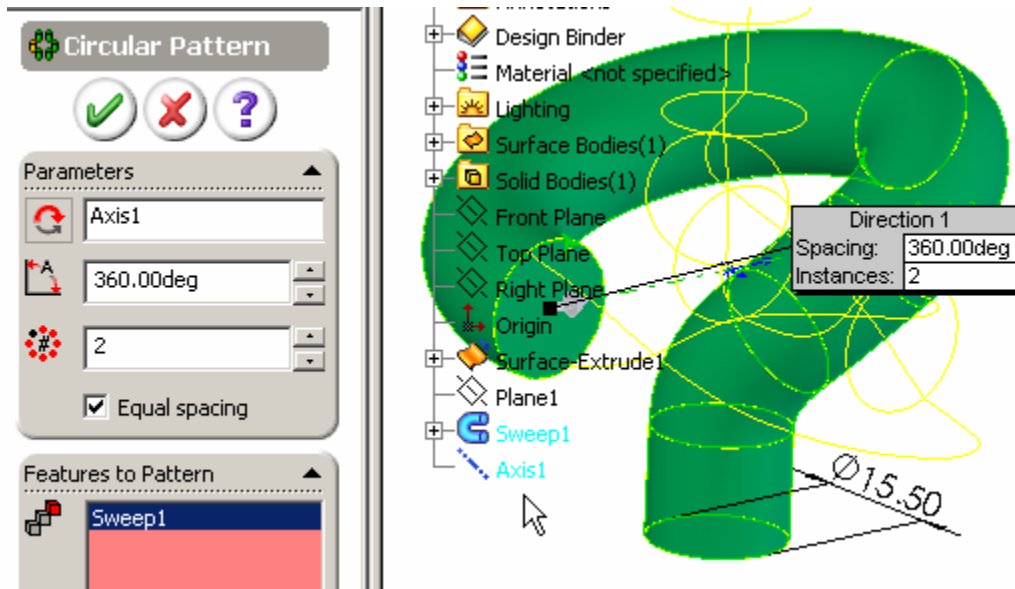 Circular Pattern
?
Parameters
Axis1
A
360.00deg
#
2
Equal spacing
Features to Pattern
Sweep1
Annotations
Design Binder
Material <not specified>
Lighting
Surface Bodies(1)
Solid Bodies(1)
Front Plane
Top Plane
Right Plane
Origin
Surface-Extrude1
Plane1
Sweep1
Axis1
Direction 1
Spacing: 360.00deg
Instances: 2
Ø15.50